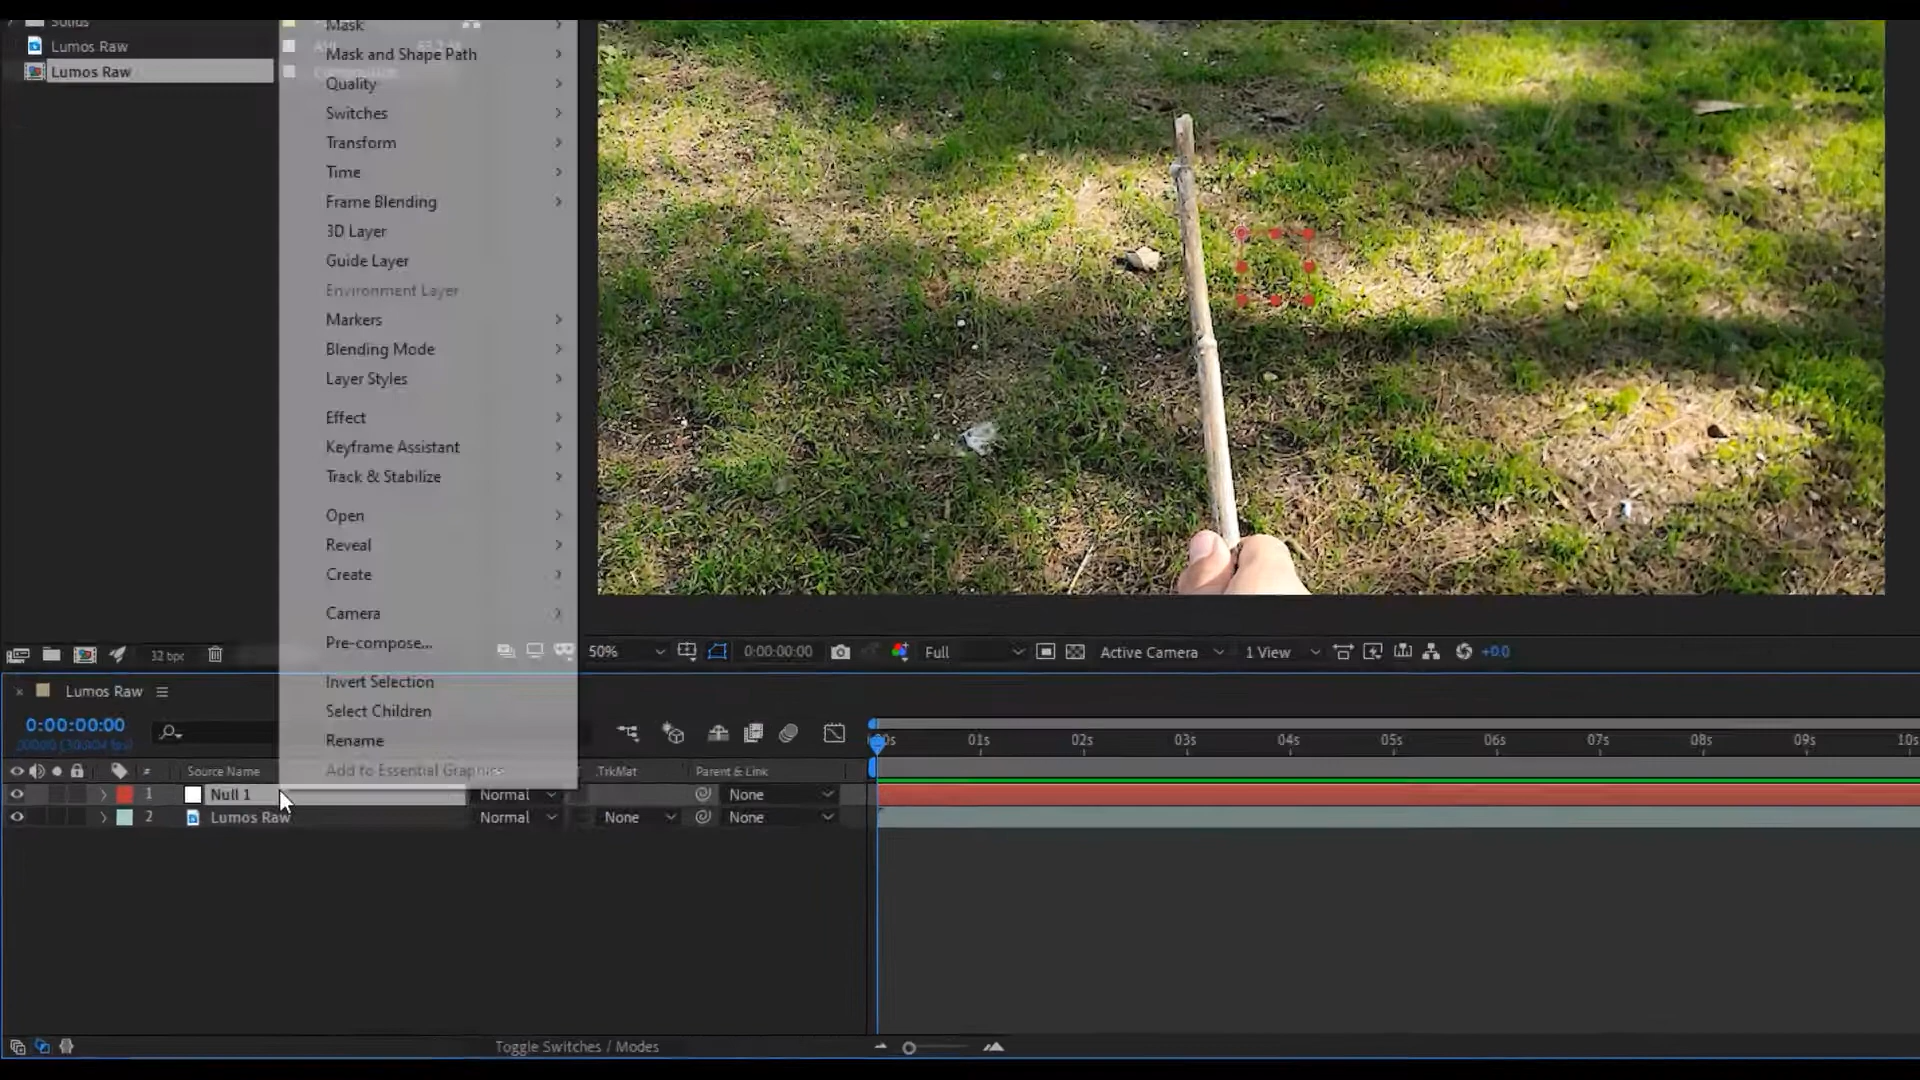 Solids
Lumos Raw
Lumos Raw
Mask
Mask and Shape Path
Quality
Switches
Transform
Time
Frame Blending
3D Layer
Guide Layer
Environment Layer
Markers
Blending Mode
Layer Styles
Effect
Keyframe Assistant
Track & Stabilize
Open
Reveal
Create
Camera
Pre-compose...
Invert Selection
Select Children
Rename
Add to Essential Graphics
32 bpc
50%
0:00:00:00
Full
Active Camera
1 View
+0.0
Lumos Raw
0:00:00:00
# Source Name
.TrkMat
Parent & Link
01s 02s 03s 04s 05s 06s 07s 08s 09s 10s
1 Null 1 Normal None
2 Lumos Raw Normal None None
Toggle Switches / Modes